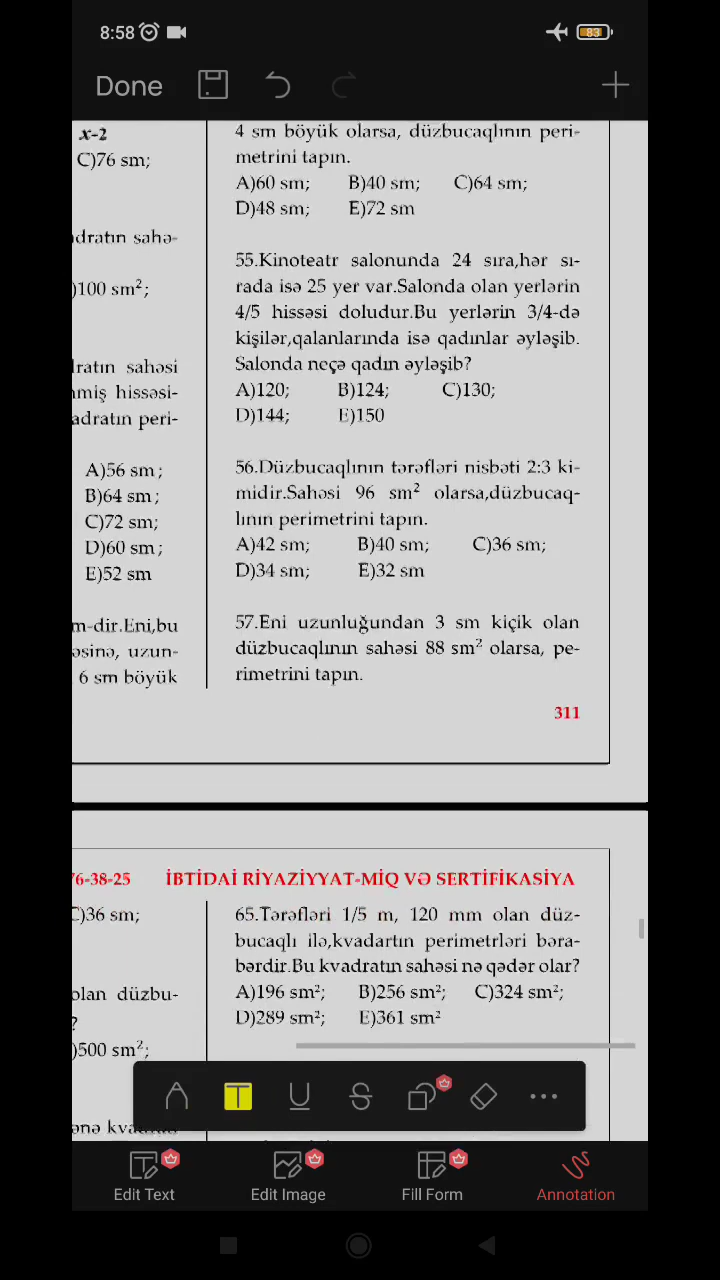 8:58
83
Done
x-2
C)76 sm;
adratın sahə-
)100 sm²;
dratın sahəsi
nmiş hissəsi-
adratın peri-
A)56 sm;
B)64 sm;
C)72 sm;
D)60 sm;
E)52 sm
m-dir.Eni,bu
əsinə, uzun-
6 sm böyük
4 sm böyük olarsa, düzbucaqlının peri-
metrini tapın.
A)60 sm; B)40 sm; C)64 sm;
D)48 sm; E)72 sm
55.Kinoteatr salonunda 24 sıra,hər sı-
rada isə 25 yer var.Salonda olan yerlərin
4/5 hissəsi doludur.Bu yerlərin 3/4-də
kişilər,qalanlarında isə qadınlar əyləşib.
Salonda neçə qadın əyləşib?
A)120; B)124; C)130;
D)144; E)150
56.Düzbucaqlının tərəfləri nisbəti 2:3 ki-
midir.Sahəsi 96 sm² olarsa,düzbucaq-
lının perimetrini tapın.
A)42 sm; B)40 sm; C)36 sm;
D)34 sm; E)32 sm
57.Eni uzunluğundan 3 sm kiçik olan
düzbucaqlının sahəsi 88 sm² olarsa, pe-
rimetrini tapın.
311
76-38-25 İBTİDAİ RİYAZİYYAT-MİQ VƏ SERTİFİKASİYA
C)36 sm;
olan düzbu-
?
)500 sm²;
65.Tərəfləri 1/5 m, 120 mm olan düz-
bucaqlı ilə,kvadartın perimetrləri bəra-
bərdir.Bu kvadratın sahəsi nə qədər olar?
A)196 sm²; B)256 sm²; C)324 sm²;
D)289 sm²; E)361 sm²
Edit Text
Edit Image
Fill Form
Annotation